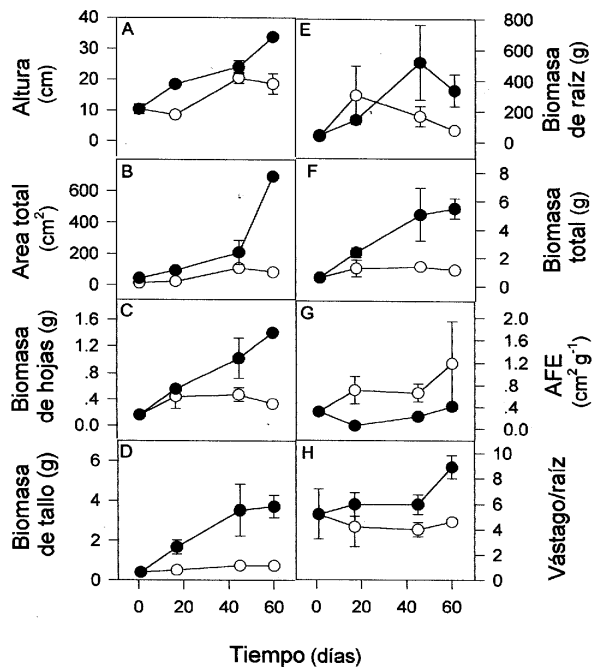 A
40
30
20
10
0
Altura
(cm)
E
800
600
400
200
0
Biomasa
de raíz (g)
B
600
400
200
0
Area total
(cm²)
F
8
6
4
2
0
Biomasa
total (g)
C
1.6
1.2
.8
.4
0.0
Biomasa
de hojas (g)
G
2.0
1.6
1.2
.8
.4
0.0
AFE
(cm² g⁻¹)
D
6
4
2
0
Biomasa
de tallo (g)
H
10
8
6
4
2
0
Vástago/raíz
0 20 40 60
0 20 40 60
Tiempo (días)